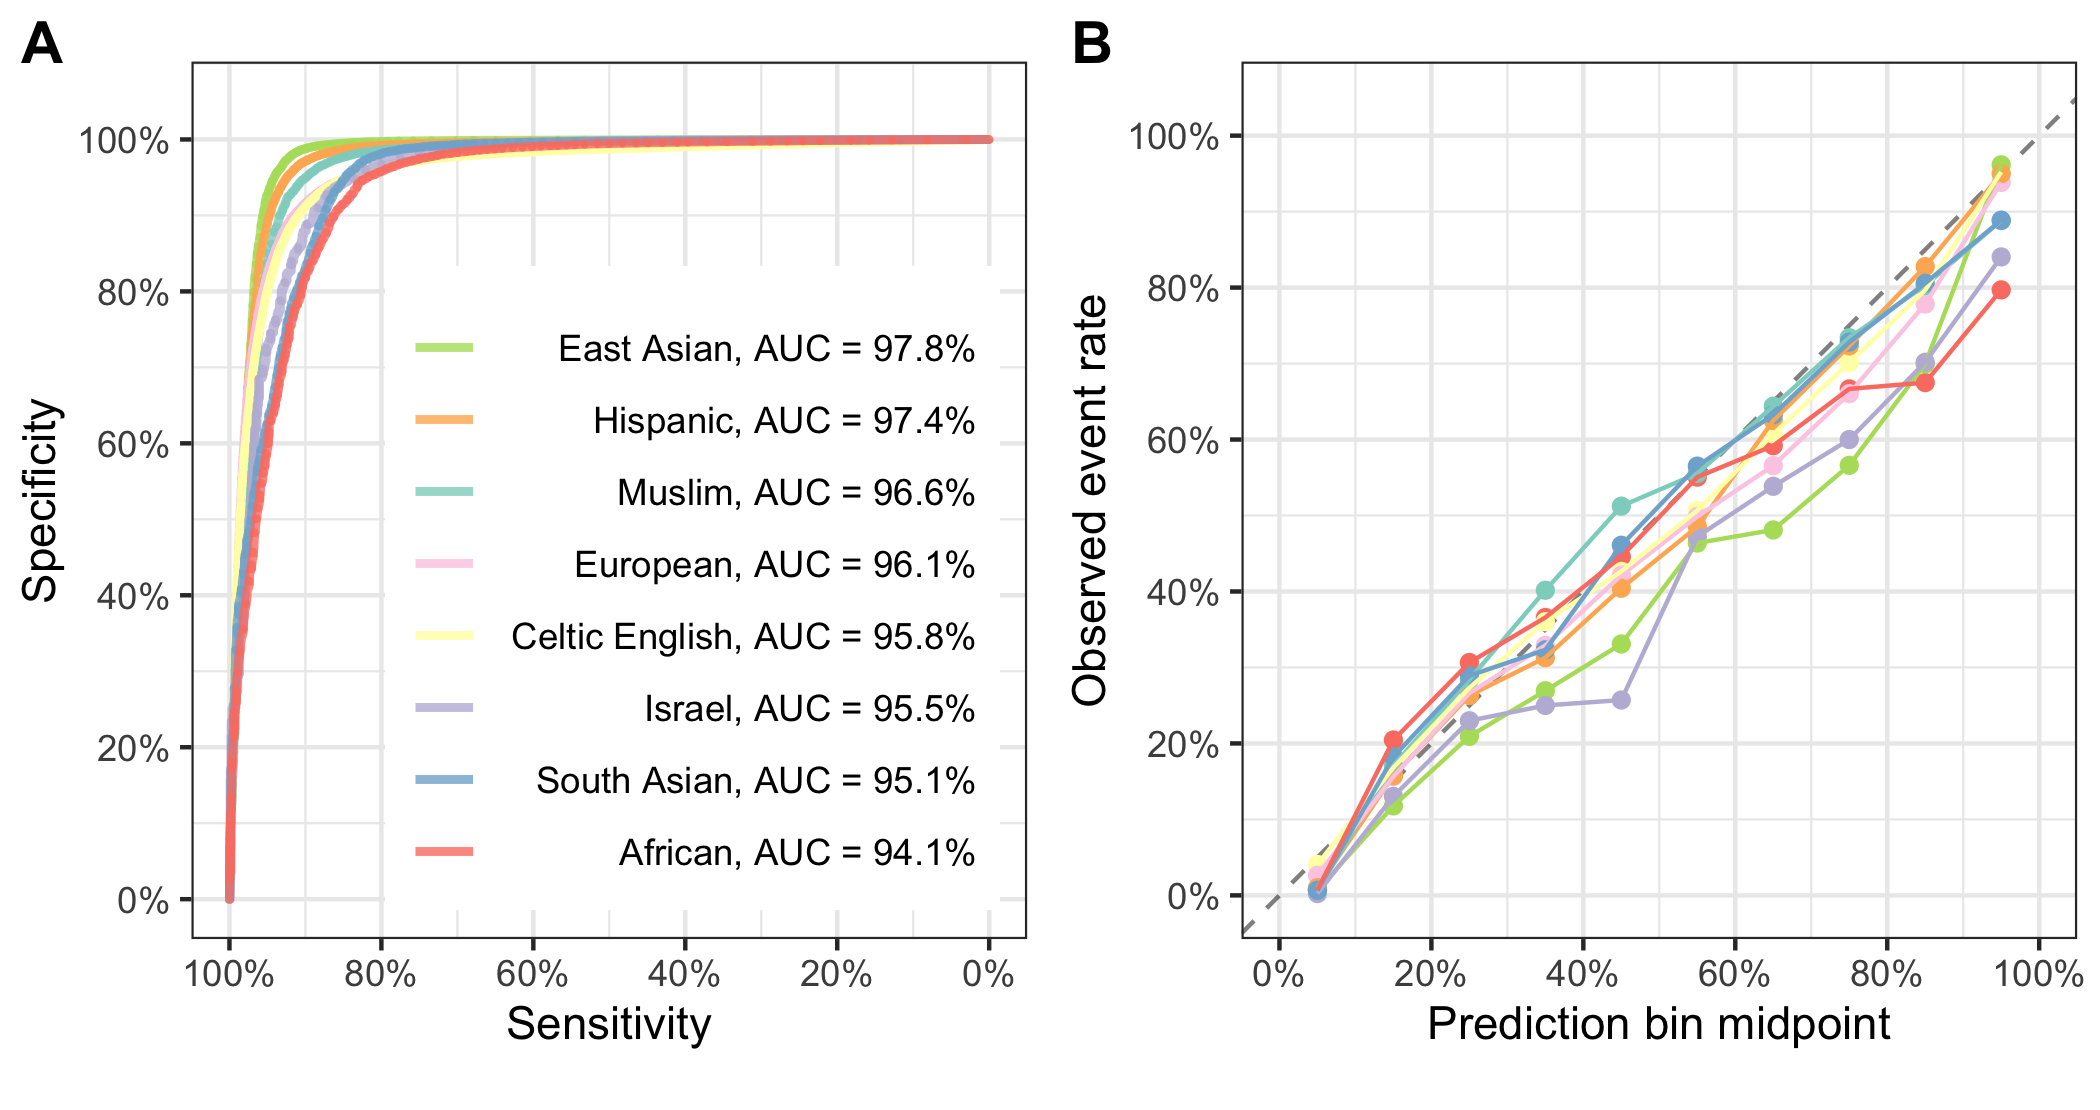 A
100%
80%
60%
40%
20%
0%
Specificity
East Asian, AUC = 97.8%
Hispanic, AUC = 97.4%
Muslim, AUC = 96.6%
European, AUC = 96.1%
Celtic English, AUC = 95.8%
Israel, AUC = 95.5%
South Asian, AUC = 95.1%
African, AUC = 94.1%
100% 80% 60% 40% 20% 0%
Sensitivity
B
100%
80%
60%
40%
20%
0%
Observed event rate
0% 20% 40% 60% 80% 100%
Prediction bin midpoint